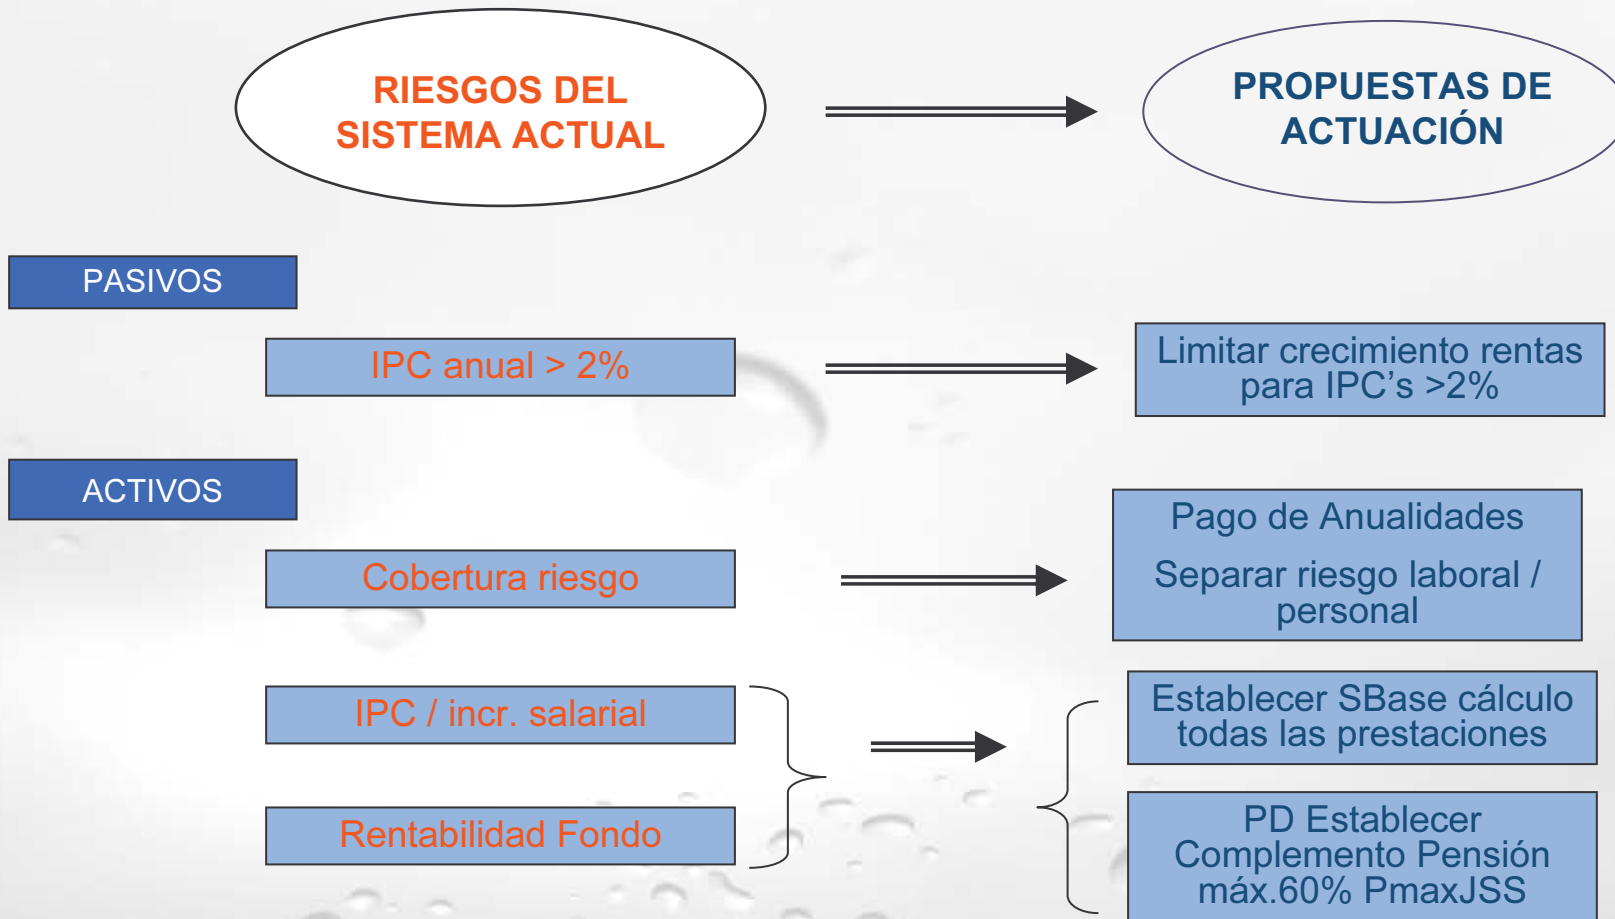 RIESGOS DEL
SISTEMA ACTUAL
PROPUESTAS DE
ACTUACIÓN
PASIVOS
IPC anual > 2%
Limitar crecimiento rentas
para IPC’s >2%
ACTIVOS
Cobertura riesgo
Pago de Anualidades
Separar riesgo laboral /
personal
IPC / incr. salarial
Rentabilidad Fondo
Establecer SBase cálculo
todas las prestaciones
PD Establecer
Complemento Pensión
máx.60% PmaxJSS